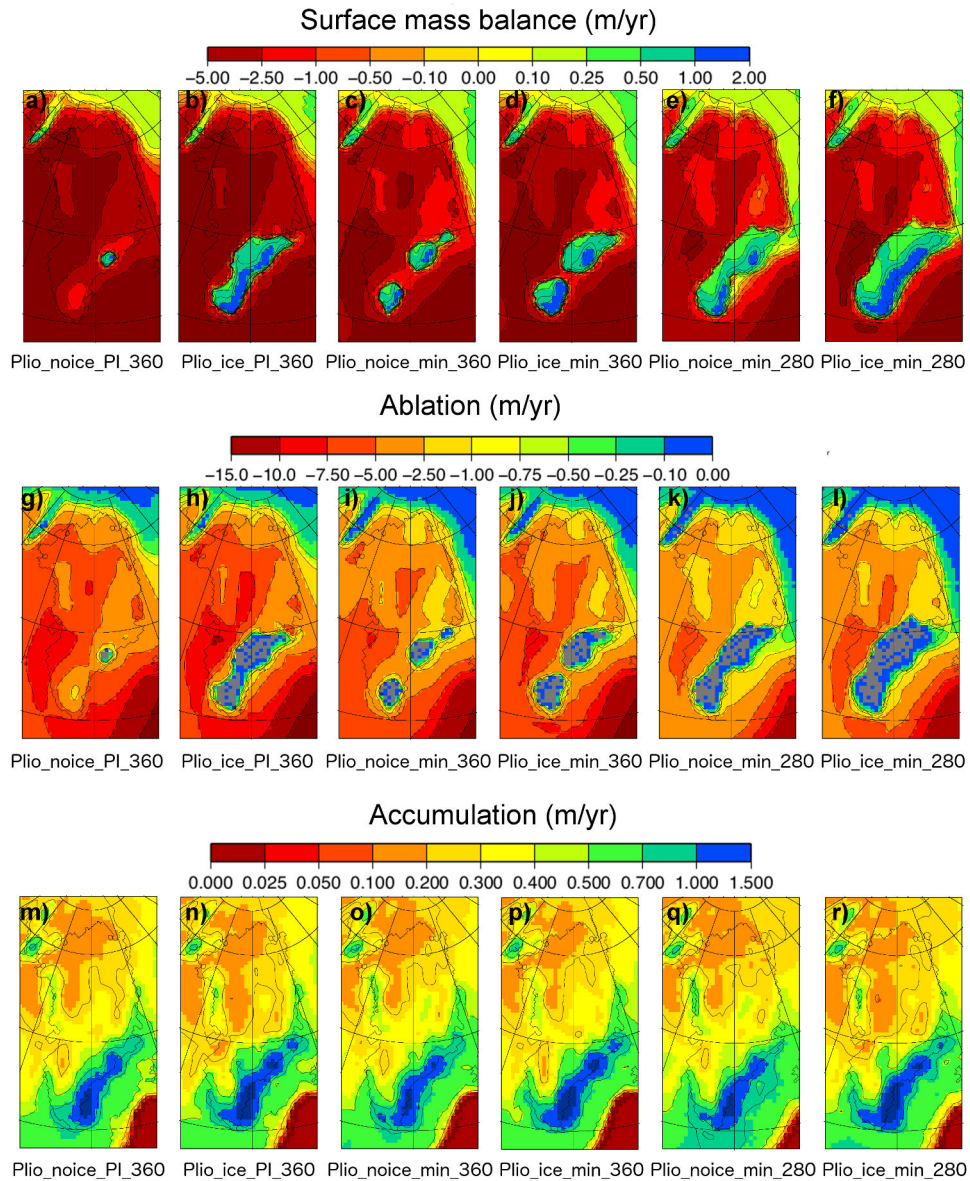 Surface mass balance (m/yr)
−5.00 −2.50 −1.00 −0.50 −0.10 0.00 0.10 0.25 0.50 1.00 2.00
a) b) c) d) e) f)
Plio_noice_PI_360 Plio_ice_PI_360 Plio_noice_min_360 Plio_ice_min_360 Plio_noice_min_280 Plio_ice_min_280
Ablation (m/yr)
−15.0 −10.0 −7.50 −5.00 −2.50 −1.00 −0.75 −0.50 −0.25 −0.10 0.00
r
g) h) i) j) k) l)
Plio_noice_PI_360 Plio_ice_PI_360 Plio_noice_min_360 Plio_ice_min_360 Plio_noice_min_280 Plio_ice_min_280
Accumulation (m/yr)
0.000 0.025 0.050 0.100 0.200 0.300 0.400 0.500 0.700 1.000 1.500
m) n) o) p) q) r)
Plio_noice_PI_360 Plio_ice_PI_360 Plio_noice_min_360 Plio_ice_min_360 Plio_noice_min_280 Plio_ice_min_280